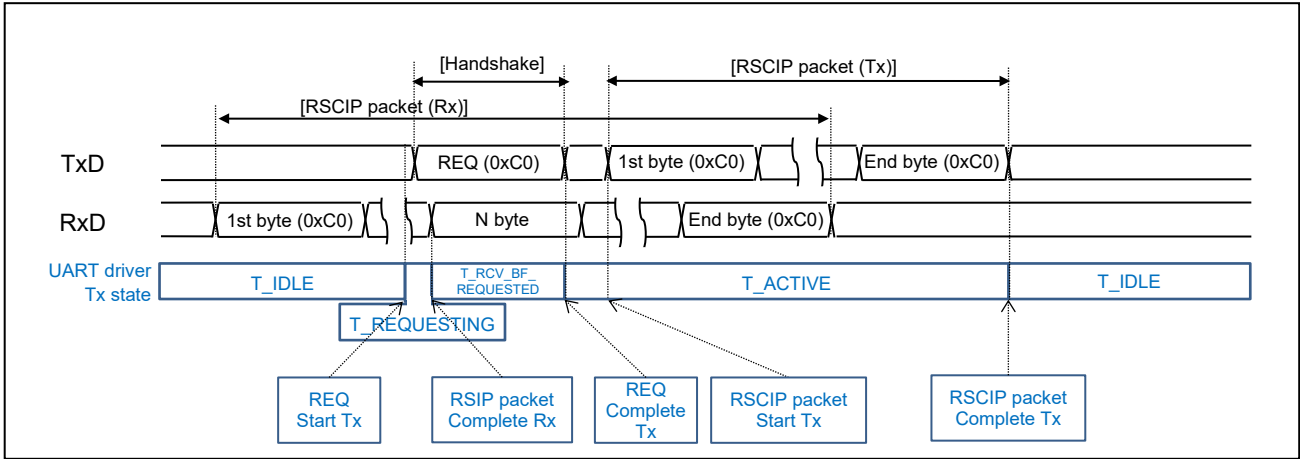 [Handshake]
[RSCIP packet (Tx)]
[RSCIP packet (Rx)]
TxD
REQ (0xC0)
1st byte (0xC0)
End byte (0xC0)
RxD
1st byte (0xC0)
N byte
End byte (0xC0)
UART driver
Tx state
T_IDLE
T_RCV_BF_
REQUESTED
T_ACTIVE
T_IDLE
T_REQUESTING
REQ
Start Tx
RSIP packet
Complete Rx
REQ
Complete
Tx
RSCIP packet
Start Tx
RSCIP packet
Complete Tx